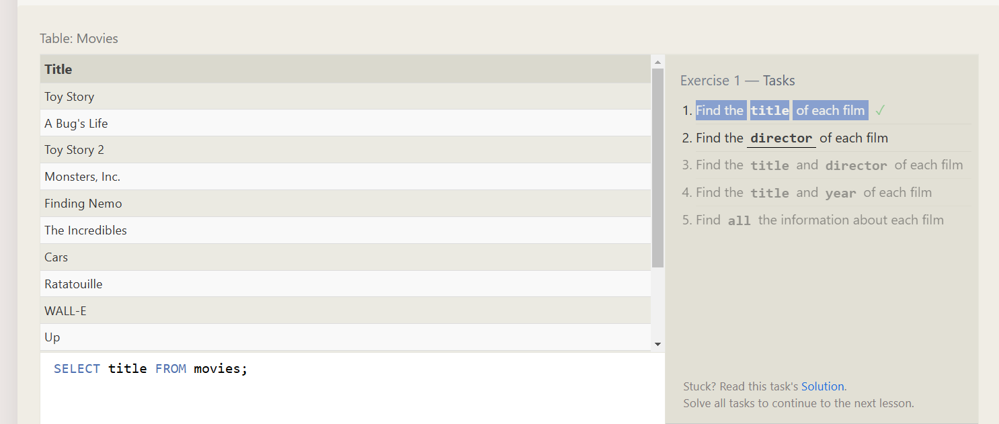 Table: Movies
Title
Toy Story
A Bug's Life
Toy Story 2
Monsters, Inc.
Finding Nemo
The Incredibles
Cars
Ratatouille
WALL-E
Up
SELECT title FROM movies;
Exercise 1 — Tasks
1. Find the title of each film ✓
2. Find the director of each film
3. Find the title and director of each film
4. Find the title and year of each film
5. Find all the information about each film
Stuck? Read this task's Solution.
Solve all tasks to continue to the next lesson.